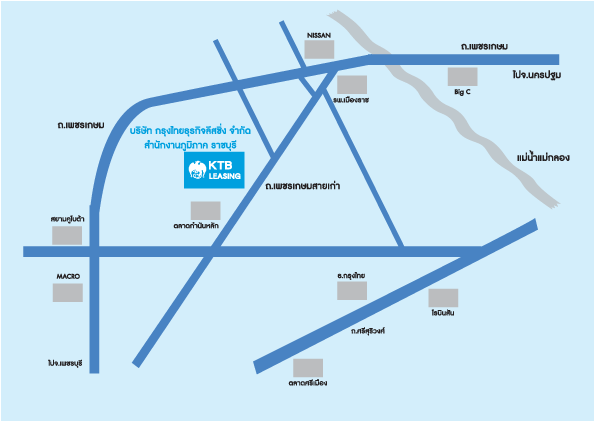 NISSAN
ถ.เพชรเกษม
ไปจ.นครปฐม
รพ.เมืองราช
Big C
ถ.เพชรเกษม
บริษัท กรุงไทยธุรกิจลีสซิ่ง จำกัด
สำนักงานภูมิภาค ราชบุรี
KTB
LEASING
แม่น้ำแม่กลอง
ถ.เพชรเกษมสายเก่า
สยามคูโบต้า
ตลาดกำนันหลัก
MACRO
ธ.กรุงไทย
โรบินสัน
ถ.ศรีสุริวงศ์
ไปจ.เพชรบุรี
ตลาดศรีเมือง